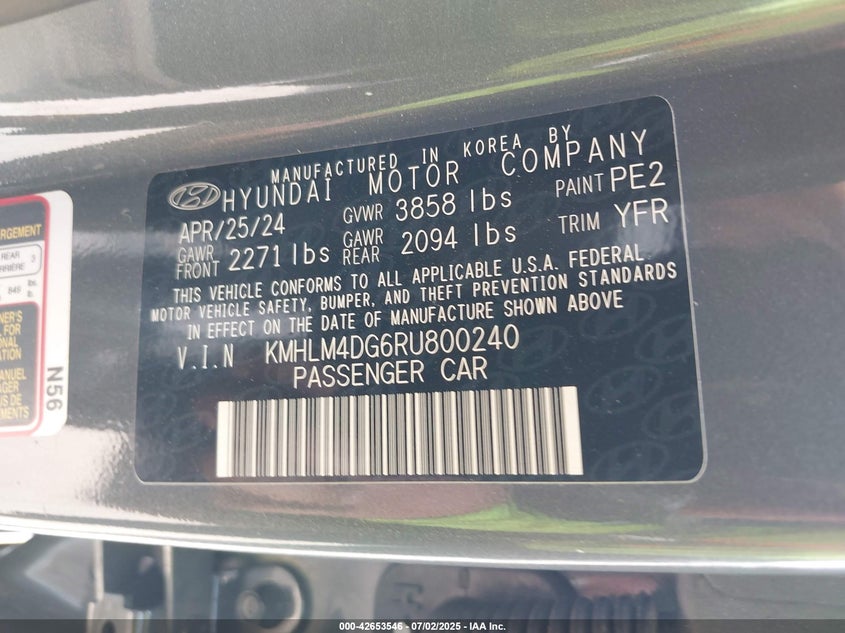 MANUFACTURED IN KOREA BY
HYUNDAI MOTOR COMPANY
APR/25/24 GVWR 3858 lbs PAINT PE2
GAWR FRONT 2271 lbs GAWR REAR 2094 lbs TRIM YFR
THIS VEHICLE CONFORMS TO ALL APPLICABLE U.S.A. FEDERAL
MOTOR VEHICLE SAFETY, BUMPER, AND THEFT PREVENTION STANDARDS
IN EFFECT ON THE DATE OF MANUFACTURE SHOWN ABOVE
V.I.N KMHLM4DG6RU800240
PASSENGER CAR
REAR 3
N56
000-42653546 | 07/02/2025 - IAA Inc.